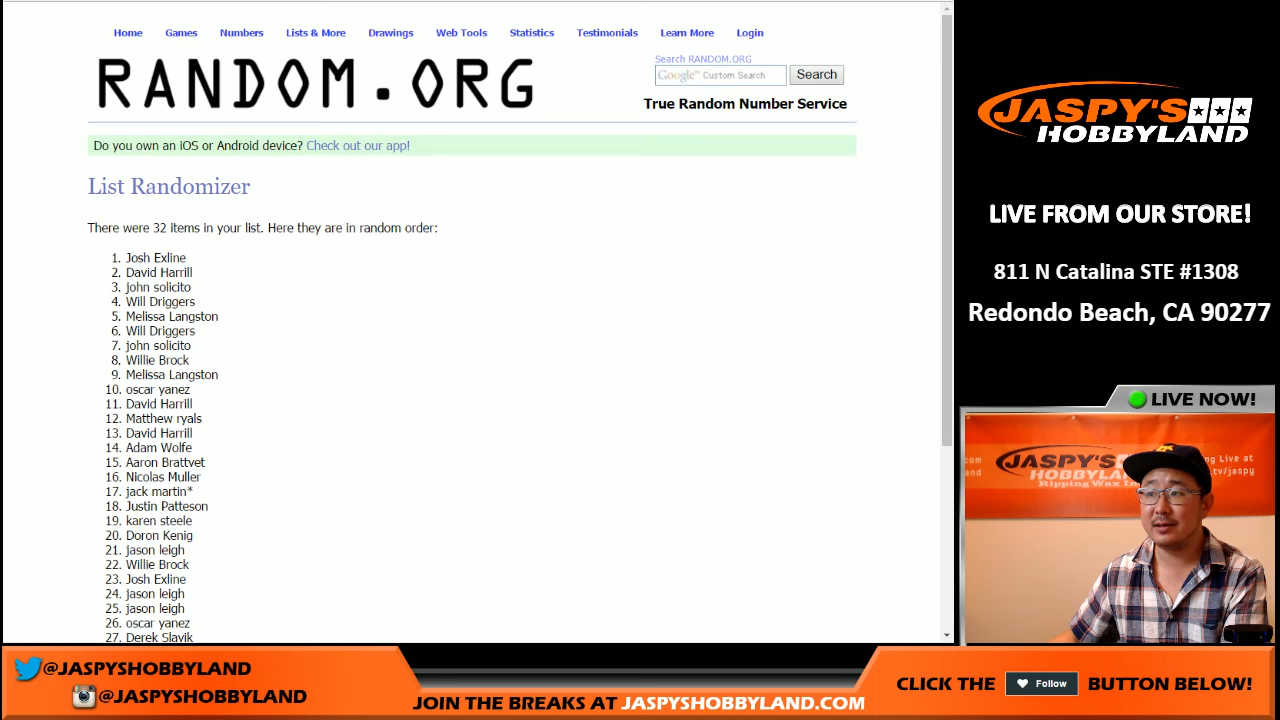 Home Games Numbers Lists & More Drawings Web Tools Statistics Testimonials Learn More Login
RANDOM.ORG
Search RANDOM.ORG
Google™ Custom Search Search
True Random Number Service
Do you own an iOS or Android device? Check out our app!
List Randomizer
There were 32 items in your list. Here they are in random order:
1. Josh Exline
2. David Harrill
3. john solicito
4. Will Driggers
5. Melissa Langston
6. Will Driggers
7. john solicito
8. Willie Brock
9. Melissa Langston
10. oscar yanez
11. David Harrill
12. Matthew ryals
13. David Harrill
14. Adam Wolfe
15. Aaron Brattvet
16. Nicolas Muller
17. jack martin*
18. Justin Patteson
19. karen steele
20. Doron Kenig
21. jason leigh
22. Willie Brock
23. Josh Exline
24. jason leigh
25. jason leigh
26. oscar yanez
27. Derek Slavik
JASPY'S
HOBBYLAND
LIVE FROM OUR STORE!
811 N Catalina STE #1308
Redondo Beach, CA 90277
LIVE NOW!
JASPY'S
HOBBYLAND
Ripping Wax
ng Live at
tv/jaspy
@JASPYSHOBBYLAND
@JASPYSHOBBYLAND
JOIN THE BREAKS AT JASPYSHOBBYLAND.COM
CLICK THE Follow BUTTON BELOW!